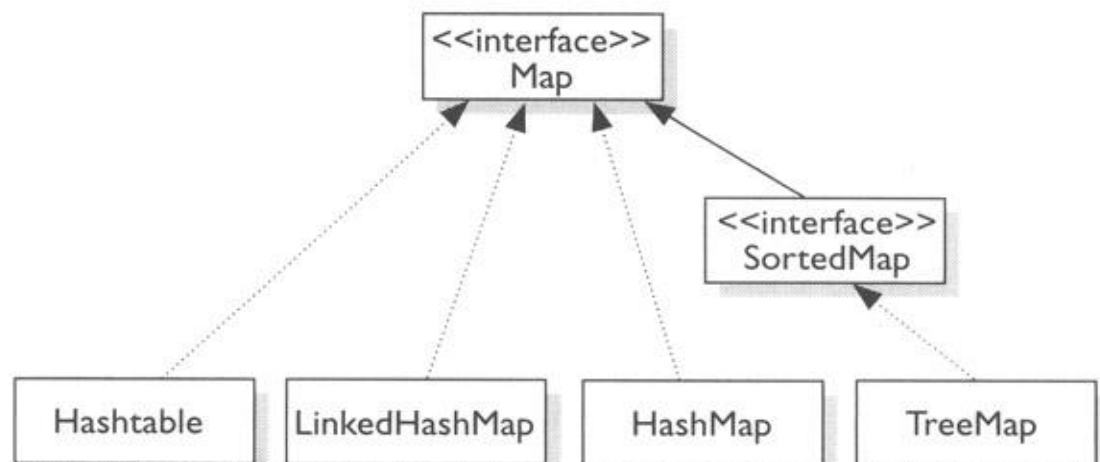 <<interface>>
Map
<<interface>>
SortedMap
Hashtable
LinkedHashMap
HashMap
TreeMap